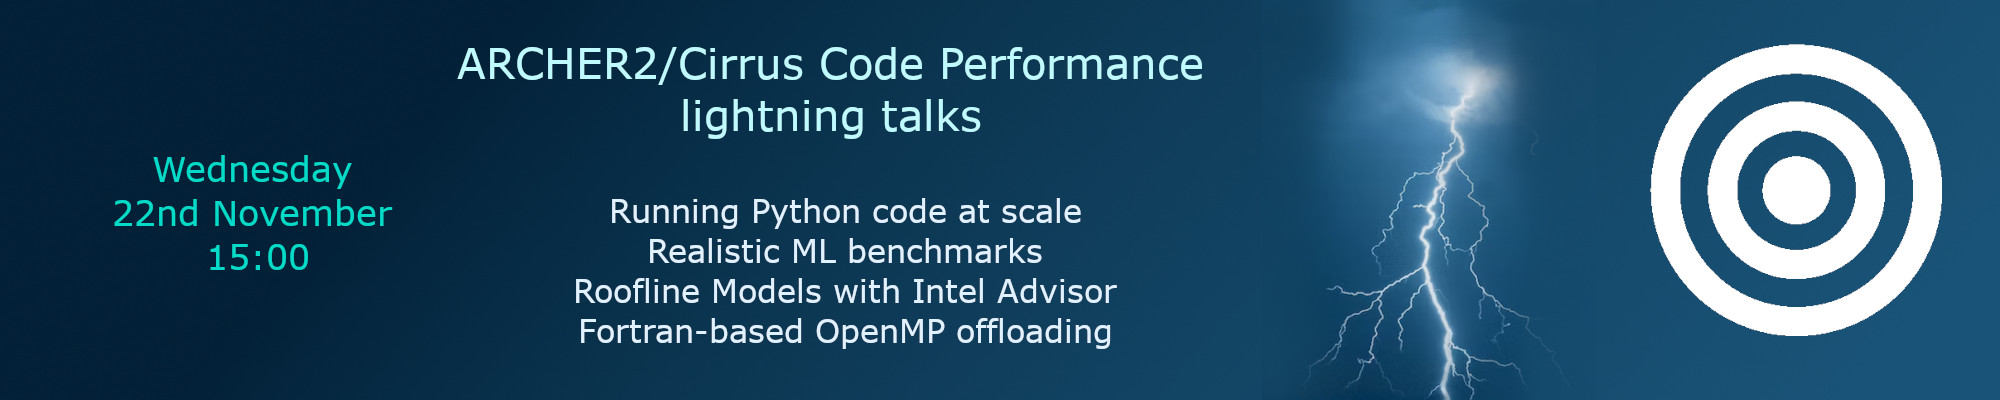 ARCHER2/Cirrus Code Performance
lightning talks
Wednesday
22nd November
15:00
Running Python code at scale
Realistic ML benchmarks
Roofline Models with Intel Advisor
Fortran-based OpenMP offloading